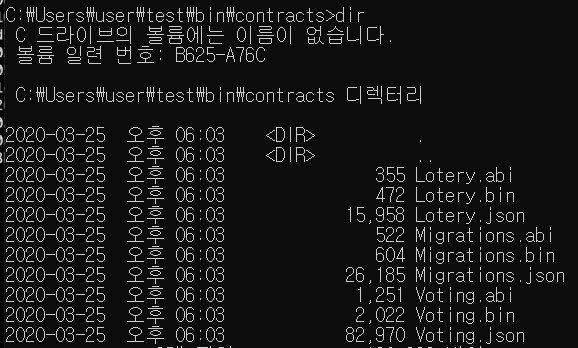 C:₩Users₩user₩test₩bin₩contracts>dir
C 드라이브의 볼륨에는 이름이 없습니다.
볼륨 일련 번호: B625-A76C
C:₩Users₩user₩test₩bin₩contracts 디렉터리
2020-03-25 오후 06:03 <DIR> .
2020-03-25 오후 06:03 <DIR> ..
2020-03-25 오후 06:03 355 Lotery.abi
2020-03-25 오후 06:03 472 Lotery.bin
2020-03-25 오후 06:03 15,958 Lotery.json
2020-03-25 오후 06:03 522 Migrations.abi
2020-03-25 오후 06:03 604 Migrations.bin
2020-03-25 오후 06:03 26,185 Migrations.json
2020-03-25 오후 06:03 1,251 Voting.abi
2020-03-25 오후 06:03 2,022 Voting.bin
2020-03-25 오후 06:03 82,970 Voting.json